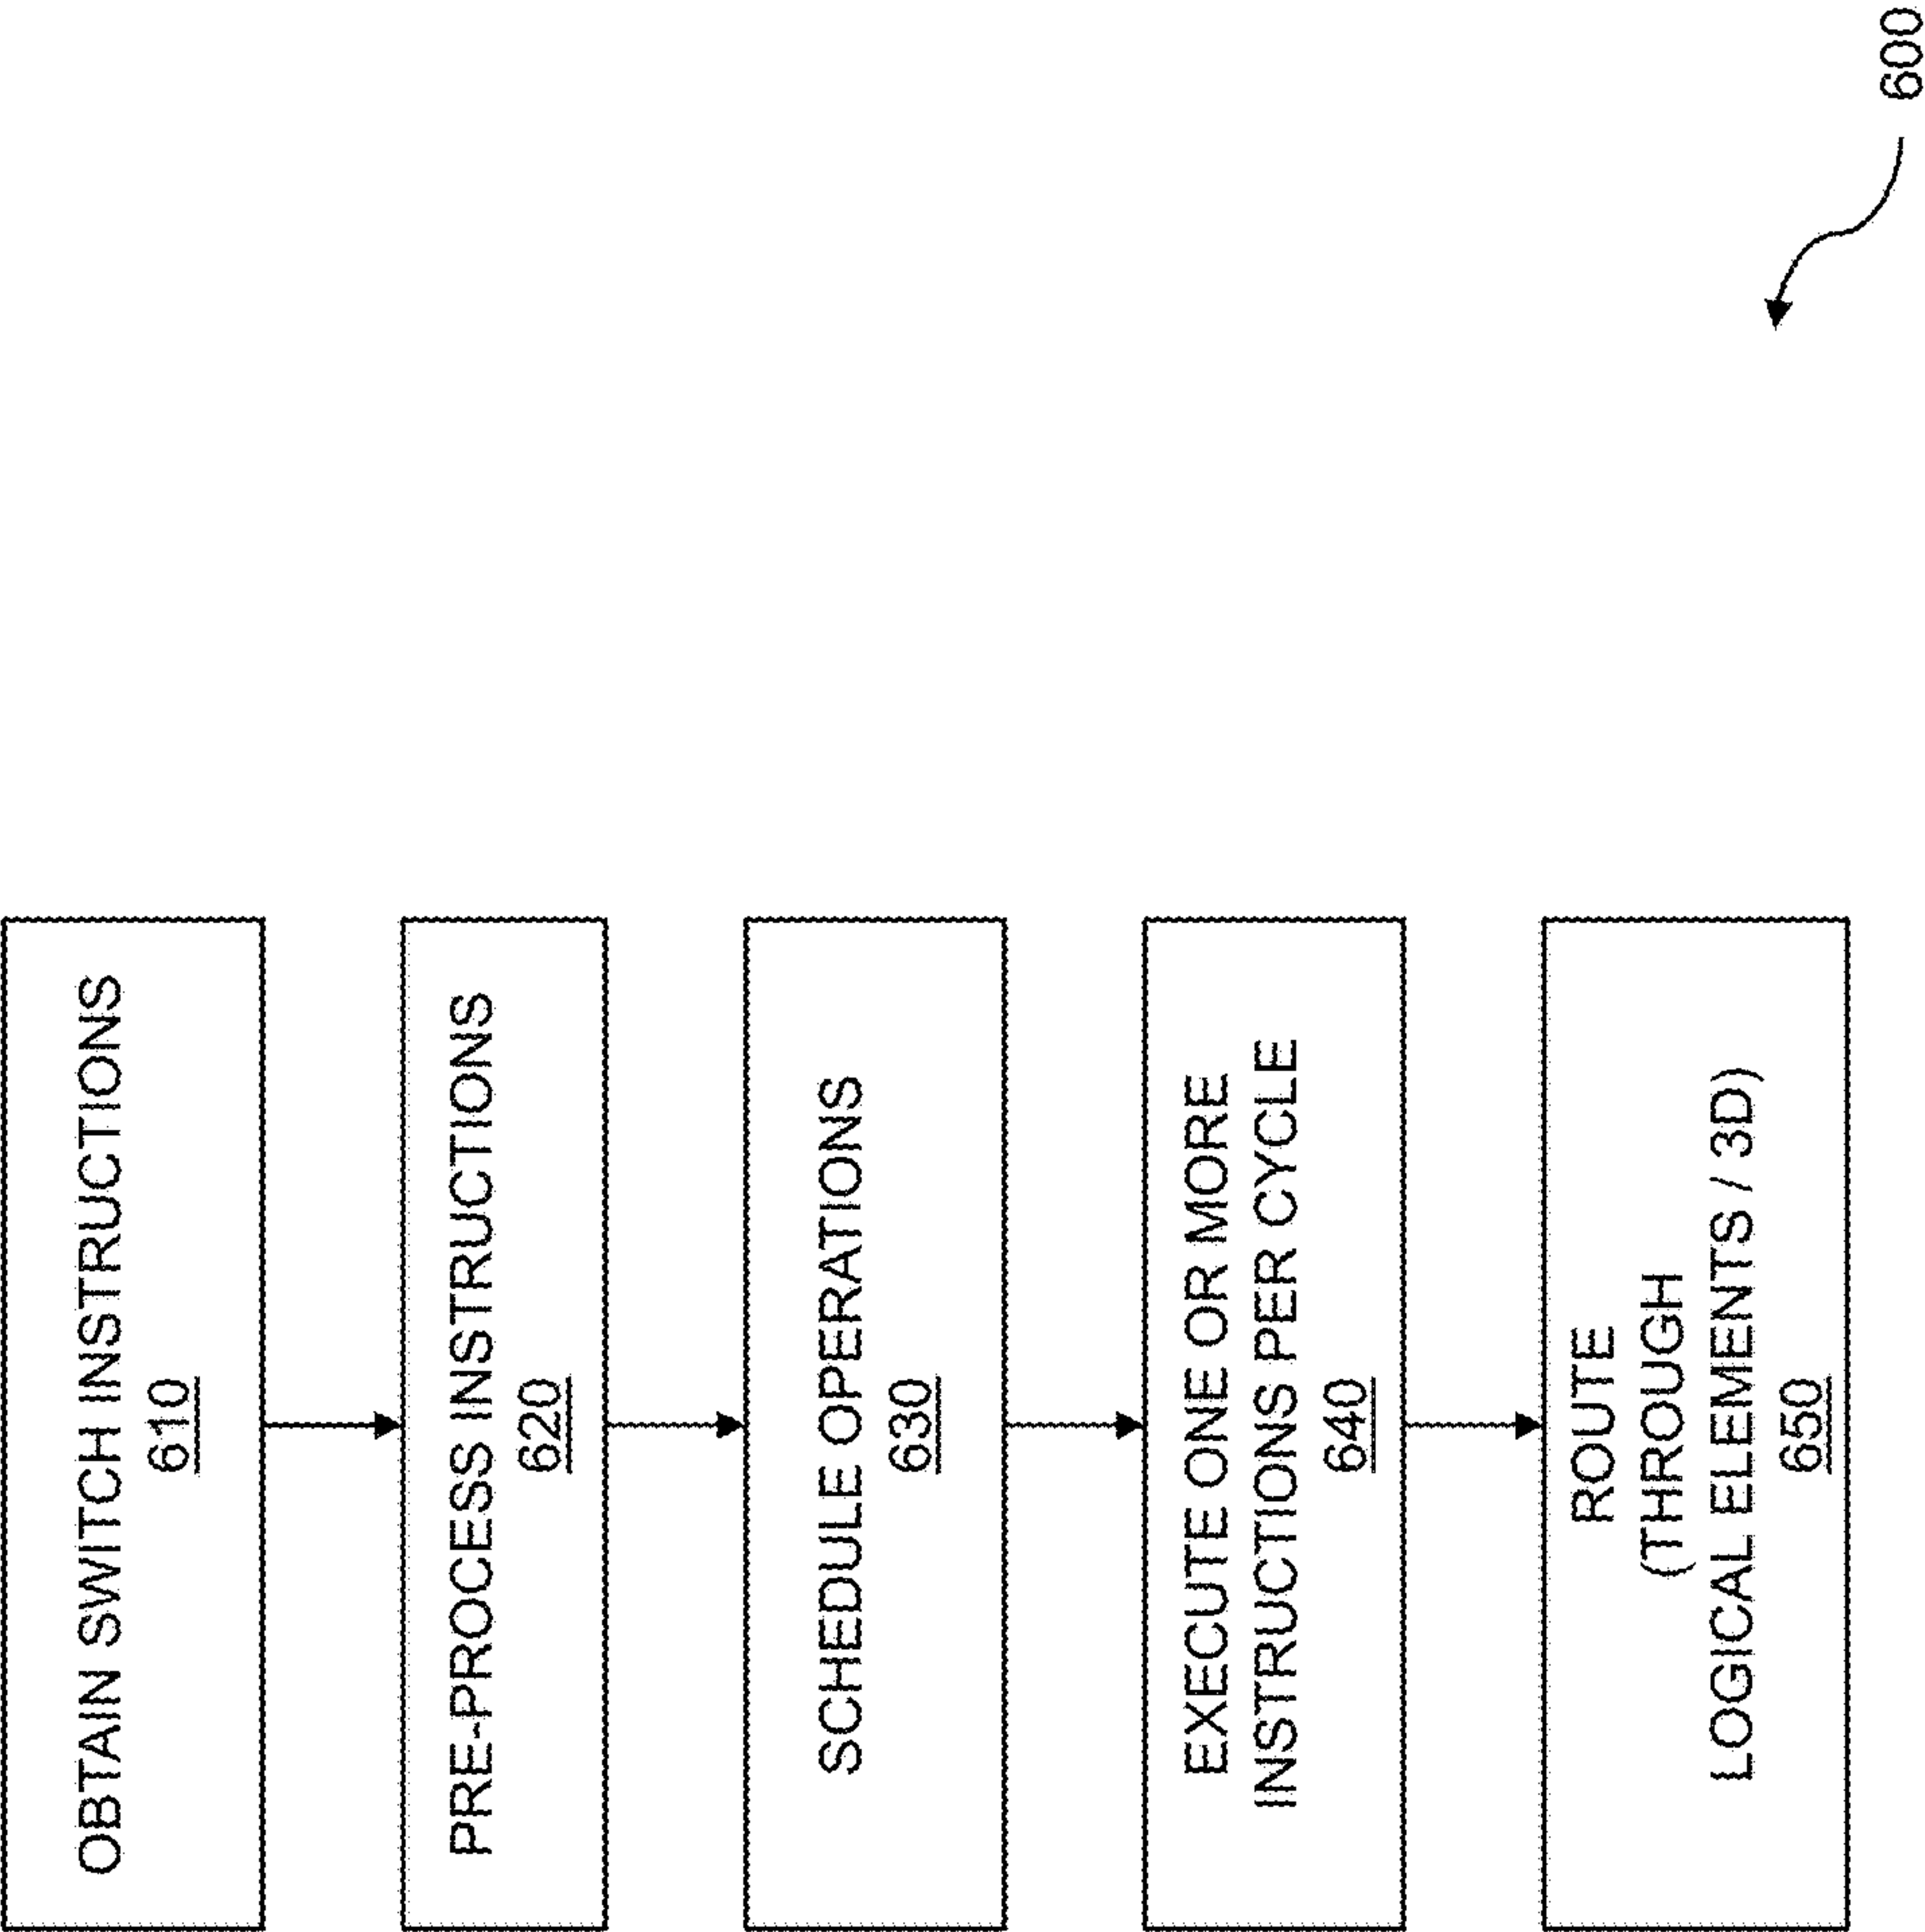 OBTAIN SWITCH INSTRUCTIONS
610
PRE-PROCESS INSTRUCTIONS
620
SCHEDULE OPERATIONS
630
EXECUTE ONE OR MORE
INSTRUCTIONS PER CYCLE
640
ROUTE
(THROUGH
LOGICAL ELEMENTS / 3D)
650
600